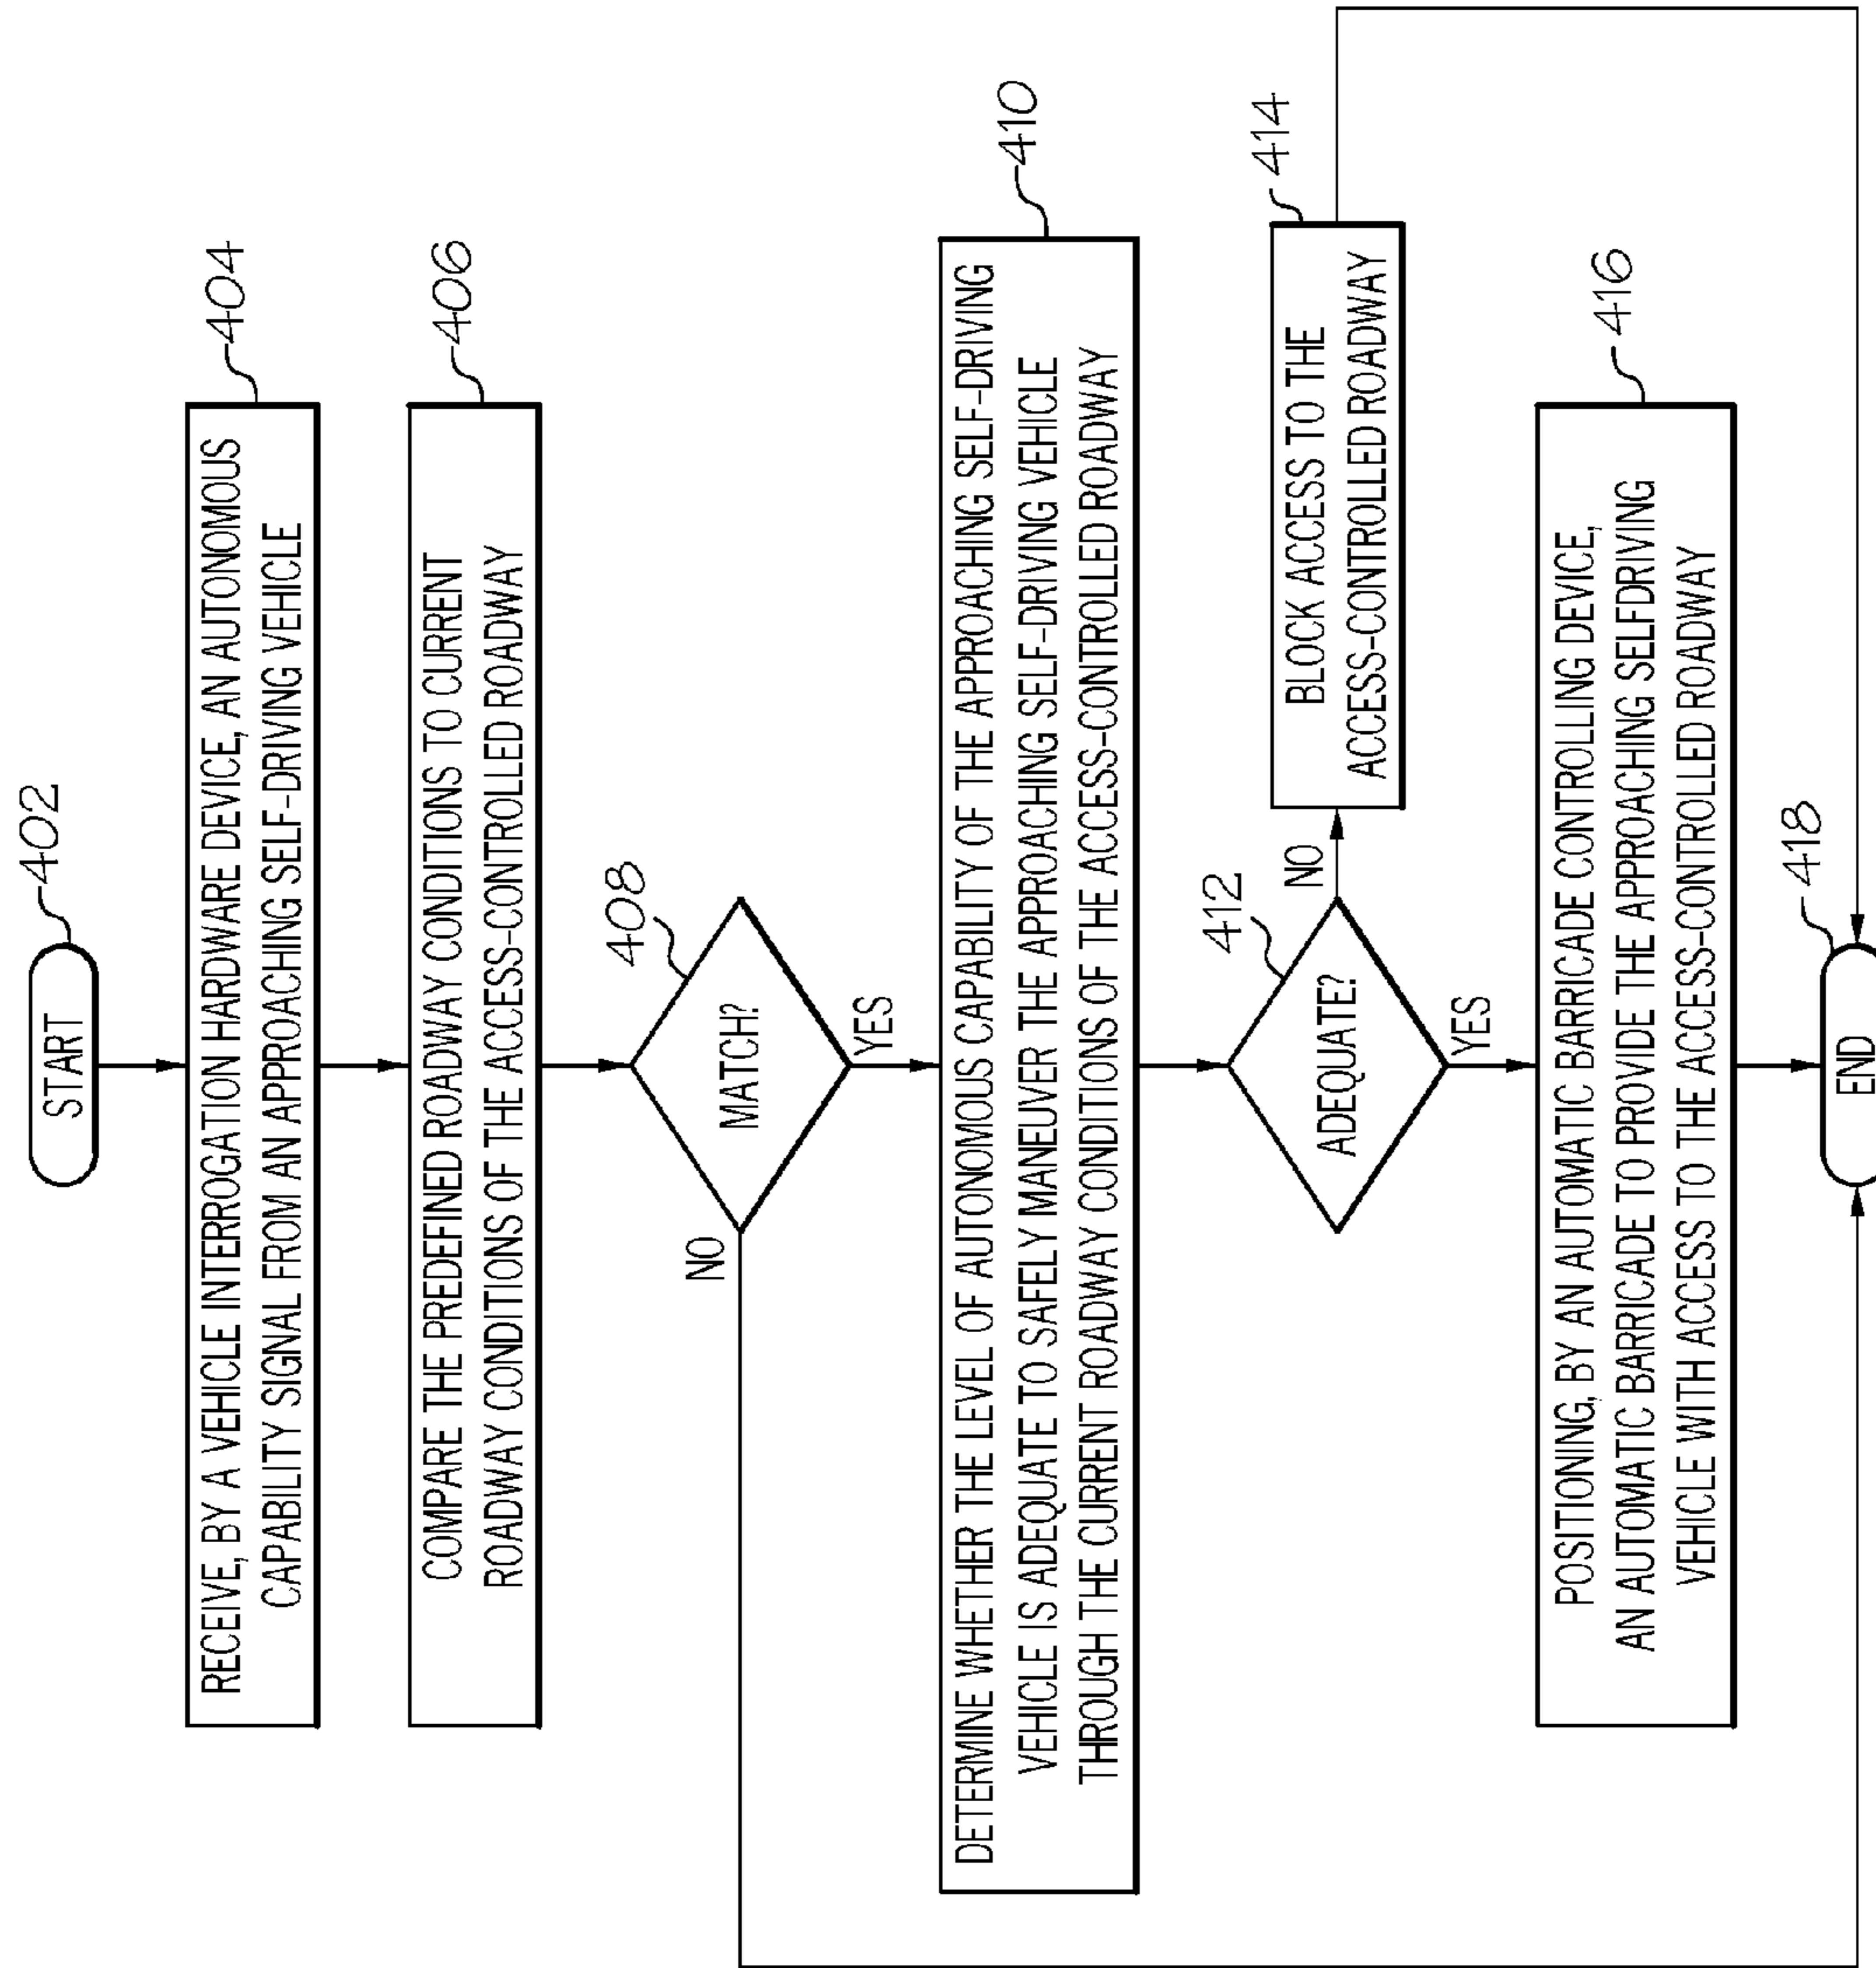 START
402
RECEIVE, BY A VEHICLE INTERROGATION HARDWARE DEVICE, AN AUTONOMOUS
CAPABILITY SIGNAL FROM AN APPROACHING SELF-DRIVING VEHICLE
404
COMPARE THE PREDEFINED ROADWAY CONDITIONS TO CURRENT
ROADWAY CONDITIONS OF THE ACCESS-CONTROLLED ROADWAY
406
MATCH?
408
NO
YES
DETERMINE WHETHER THE LEVEL OF AUTONOMOUS CAPABILITY OF THE APPROACHING SELF-DRIVING
VEHICLE IS ADEQUATE TO SAFELY MANEUVER THE APPROACHING SELF-DRIVING VEHICLE
THROUGH THE CURRENT ROADWAY CONDITIONS OF THE ACCESS-CONTROLLED ROADWAY
410
ADEQUATE?
412
NO
BLOCK ACCESS TO THE
ACCESS-CONTROLLED ROADWAY
414
YES
POSITIONING, BY AN AUTOMATIC BARRICADE CONTROLLING DEVICE,
AN AUTOMATIC BARRICADE TO PROVIDE THE APPROACHING SELFDRIVING
VEHICLE WITH ACCESS TO THE ACCESS-CONTROLLED ROADWAY
416
END
418